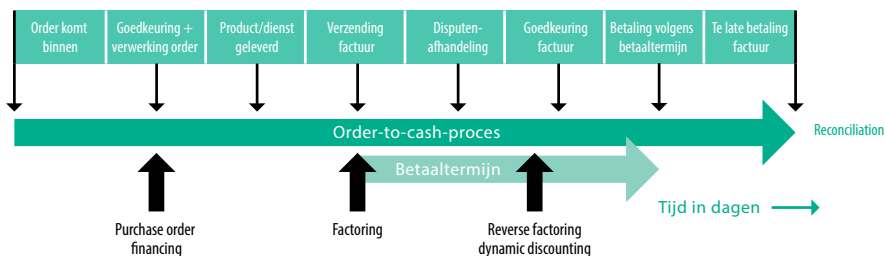 Order komt
binnen
Goedkeuring +
verwerking order
Product/dienst
geleverd
Verzending
factuur
Disputen-
afhandeling
Goedkeuring
factuur
Betaling volgens
betaaltermijn
Te late betaling
factuur
Order-to-cash-proces
Reconciliation
Betaaltermijn
Tijd in dagen
Purchase order
financing
Factoring
Reverse factoring
dynamic discounting